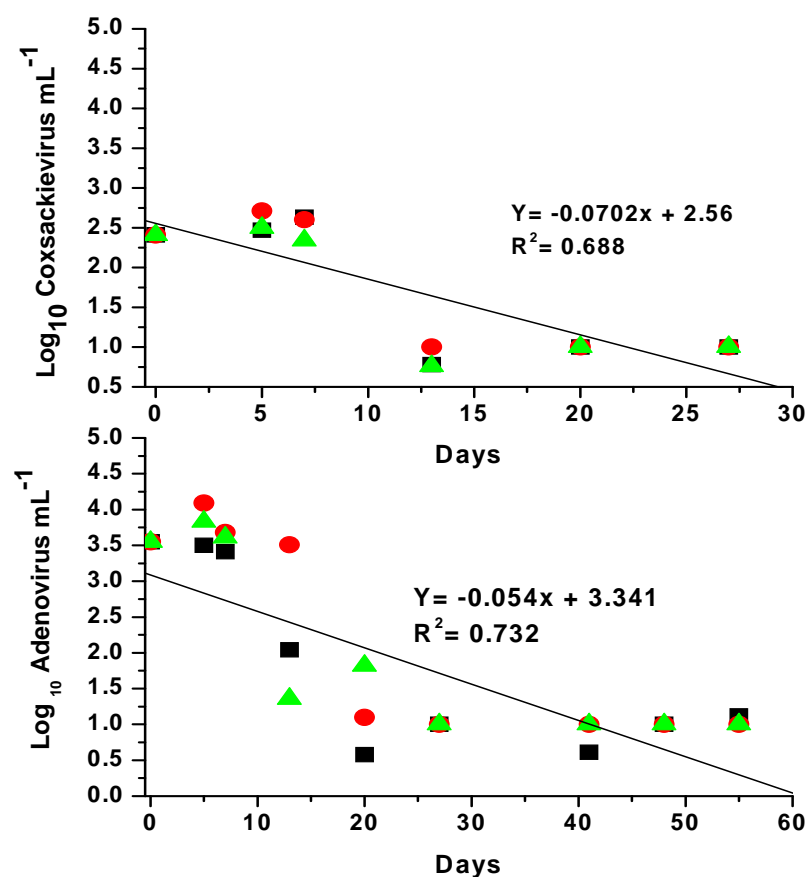 5.0
4.5
4.0
3.5
3.0
2.5
2.0
1.5
1.0
0.5
Log10 Coxsackievirus mL-1
Y= -0.0702x + 2.56
R2= 0.688
0 5 10 15 20 25 30
Days
5.0
4.5
4.0
3.5
3.0
2.5
2.0
1.5
1.0
0.5
0.0
Log 10 Adenovirus mL-1
Y= -0.054x + 3.341
R2= 0.732
0 10 20 30 40 50 60
Days